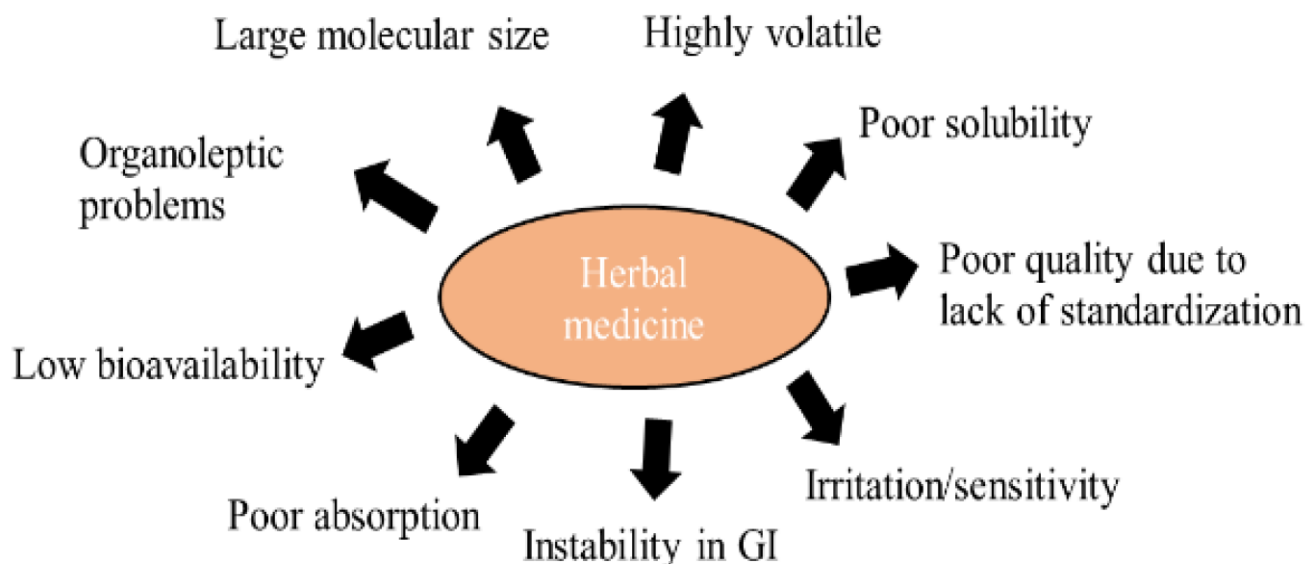 Large molecular size
Highly volatile
Organoleptic
problems
Poor solubility
Herbal
medicine
Poor quality due to
lack of standardization
Low bioavailability
Irritation/sensitivity
Poor absorption
Instability in GI